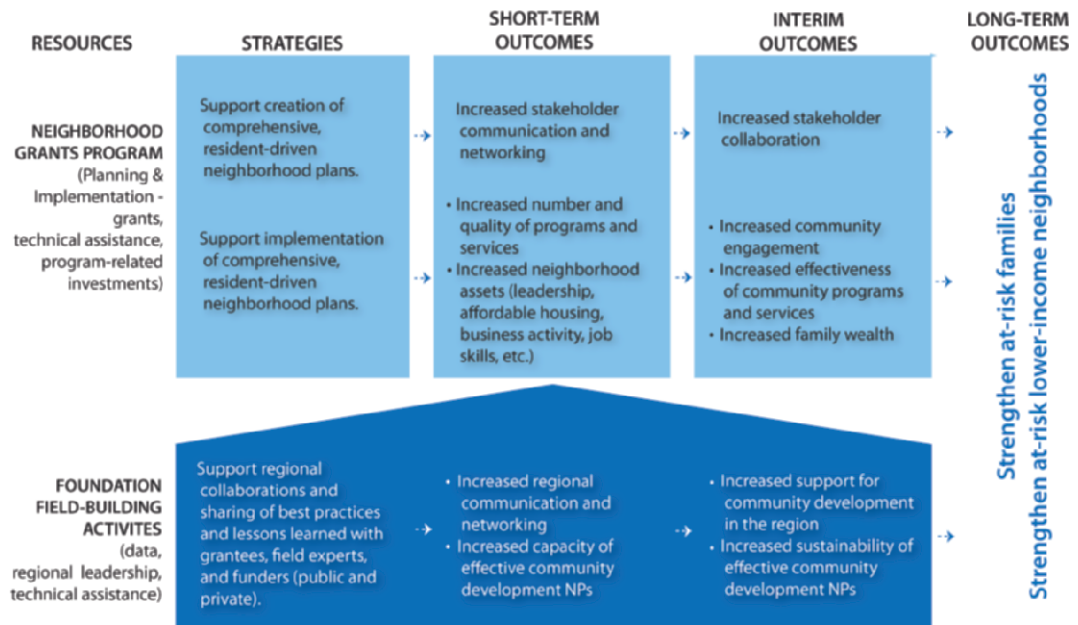 RESOURCES
STRATEGIES
SHORT-TERM
OUTCOMES
INTERIM
OUTCOMES
LONG-TERM
OUTCOMES
NEIGHBORHOOD
GRANTS PROGRAM
(Planning &
Implementation -
grants,
technical assistance,
program-related
investments)
Support creation of
comprehensive,
resident-driven
neighborhood plans.
Increased stakeholder
communication and
networking
Increased stakeholder
collaboration
Support implementation
of comprehensive,
resident-driven
neighborhood plans.
• Increased number and
quality of programs and
services
• Increased neighborhood
assets (leadership,
affordable housing,
business activity, job
skills, etc.)
• Increased community
engagement
• Increased effectiveness
of community programs
and services
• Increased family wealth
FOUNDATION
FIELD-BUILDING
ACTIVITES
(data,
regional leadership,
technical assistance)
Support regional
collaborations and
sharing of best practices
and lessons learned with
grantees, field experts,
and funders (public and
private).
• Increased regional
communication and
networking
• Increased capacity of
effective community
development NPs
• Increased support for
community development
in the region
• Increased sustainability of
effective community
development NPs
Strengthen at-risk families
Strengthen at-risk lower-income neighborhoods